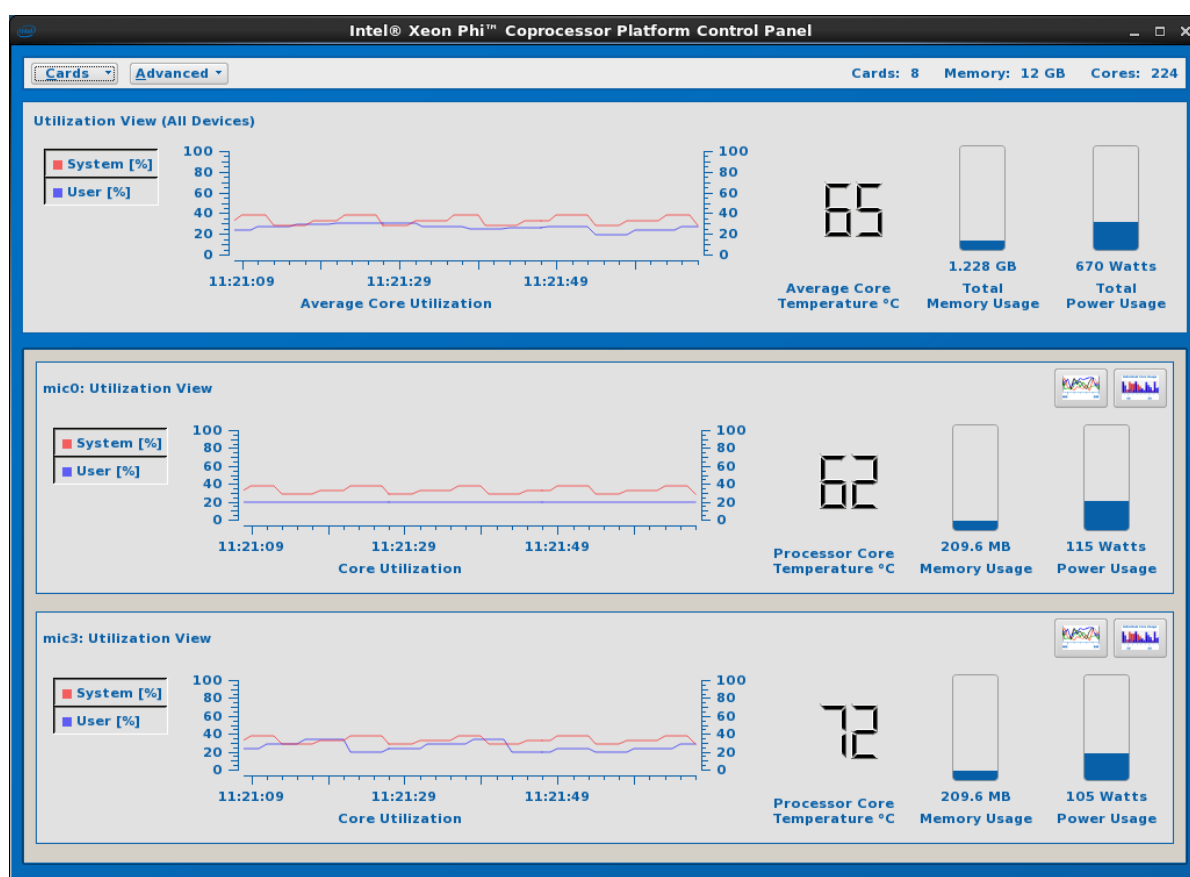 Intel® Xeon Phi™ Coprocessor Platform Control Panel
Cards Advanced Cards: 8 Memory: 12 GB Cores: 224
Utilization View (All Devices)
System [%]
User [%]
100
80
60
40
20
0
100
80
60
40
20
0
11:21:09 11:21:29 11:21:49
Average Core Utilization
65
Average Core
Temperature °C
1.228 GB
Total
Memory Usage
670 Watts
Total
Power Usage
mic0: Utilization View
System [%]
User [%]
100
80
60
40
20
0
100
80
60
40
20
0
11:21:09 11:21:29 11:21:49
Core Utilization
62
Processor Core
Temperature °C
209.6 MB
Memory Usage
115 Watts
Power Usage
mic3: Utilization View
System [%]
User [%]
100
80
60
40
20
0
100
80
60
40
20
0
11:21:09 11:21:29 11:21:49
Core Utilization
72
Processor Core
Temperature °C
209.6 MB
Memory Usage
105 Watts
Power Usage